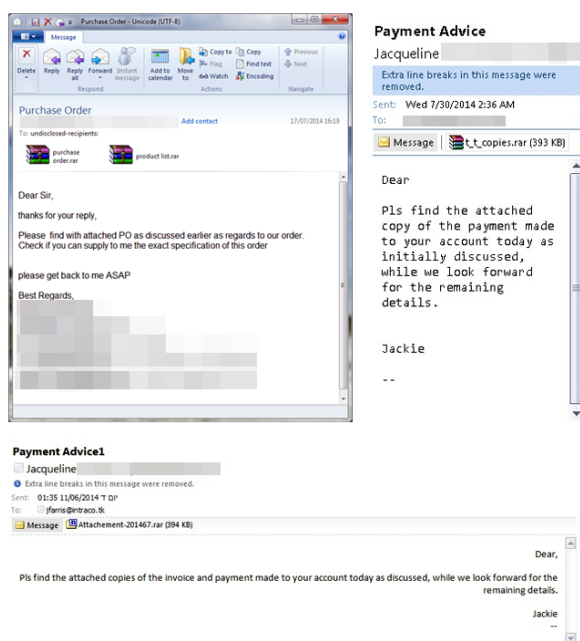 Purchase Order - Unicode (UTF-8)
Message
Delete
Reply
Reply all
Forward
Instant message
Add to calendar
Move to
Copy to
Flag
Watch
Copy
Find text
Encoding
Previous
Next
Respond
Actions
Navigate
Purchase Order
Add contact
17/07/2014 16:19
To: undisclosed-recipients:
purchase order.rar
product list.rar
Dear Sir,
thanks for your reply,
Please find with attached PO as discussed earlier as regards to our order.
Check if you can supply to me the exact specification of this order
please get back to me ASAP
Best Regards,
Payment Advice
Jacqueline
Extra line breaks in this message were
removed.
Sent: Wed 7/30/2014 2:36 AM
To:
Message
t_t_copies.rar (393 KB)
Dear
Pls find the attached
copy of the payment made
to your account today as
initially discussed,
while we look forward
for the remaining
details.
Jackie
--
Payment Advice1
Jacqueline
Extra line breaks in this message were removed.
Sent: יום ד 11/06/2014 01:35
To: jfarris@intraco.tk
Message
Attachement-201467.rar (394 KB)
Dear,
Pls find the attached copies of the invoice and payment made to your account today as discussed, while we look forward for the
remaining details.
Jackie
--